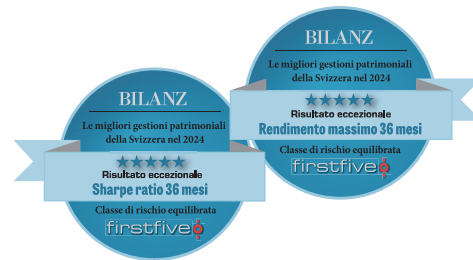 BILANZ
Le migliori gestioni patrimoniali
della Svizzera nel 2024
Risultato eccezionale
Sharpe ratio 36 mesi
Classe di rischio equilibrata
firstfive
BILANZ
Le migliori gestioni patrimoniali
della Svizzera nel 2024
Risultato eccezionale
Rendimento massimo 36 mesi
Classe di rischio equilibrata
firstfive